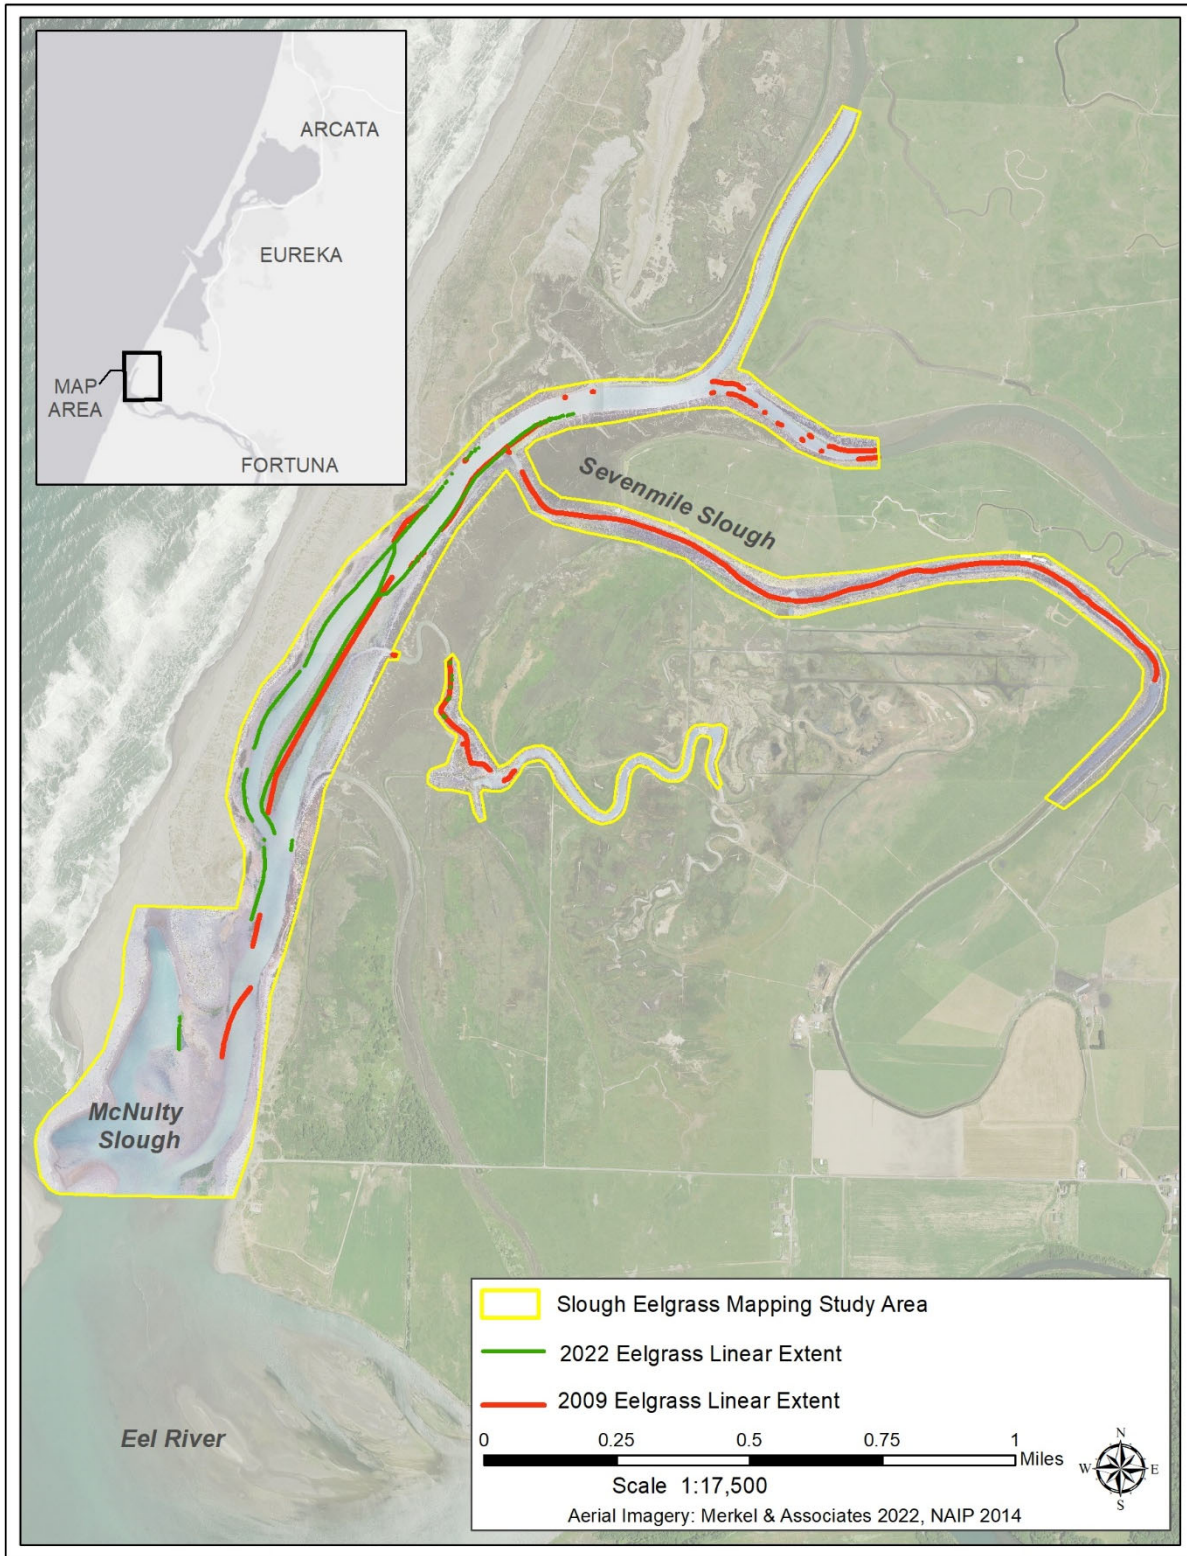 ARCATA
EUREKA
MAP
AREA
FORTUNA
Sevenmile Slough
McNulty
Slough
Eel River
Slough Eelgrass Mapping Study Area
2022 Eelgrass Linear Extent
2009 Eelgrass Linear Extent
0 0.25 0.5 0.75 1
Miles
Scale 1:17,500
Aerial Imagery: Merkel & Associates 2022, NAIP 2014
N
W E
S